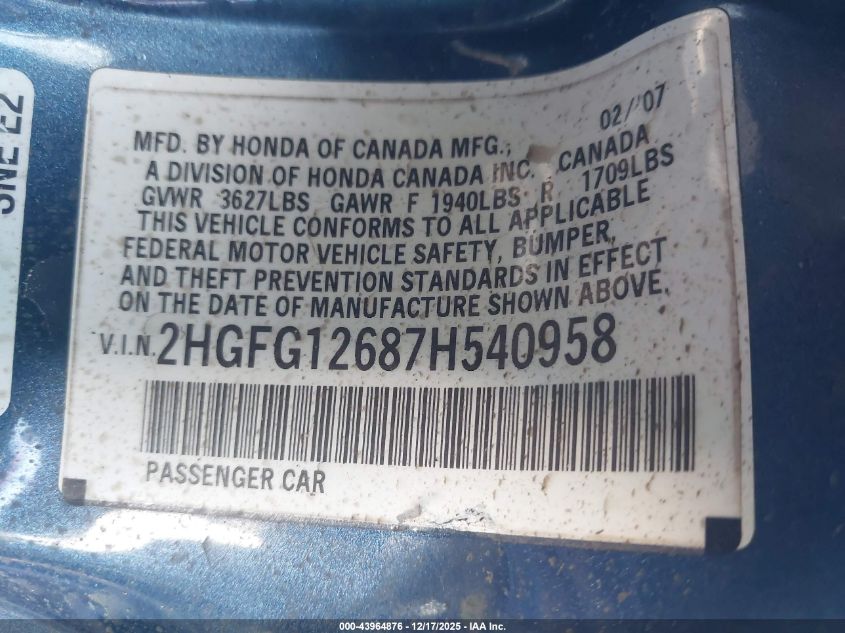 SNE E2
02/'07
MFD. BY HONDA OF CANADA MFG.;
A DIVISION OF HONDA CANADA INC. CANADA
GVWR 3627LBS GAWR F 1940LBS R 1709LBS
THIS VEHICLE CONFORMS TO ALL APPLICABLE
FEDERAL MOTOR VEHICLE SAFETY, BUMPER,
AND THEFT PREVENTION STANDARDS IN EFFECT
ON THE DATE OF MANUFACTURE SHOWN ABOVE.
V.I.N. 2HGFG12687H540958
PASSENGER CAR
000-43964876 - 12/17/2025 - IAA Inc.